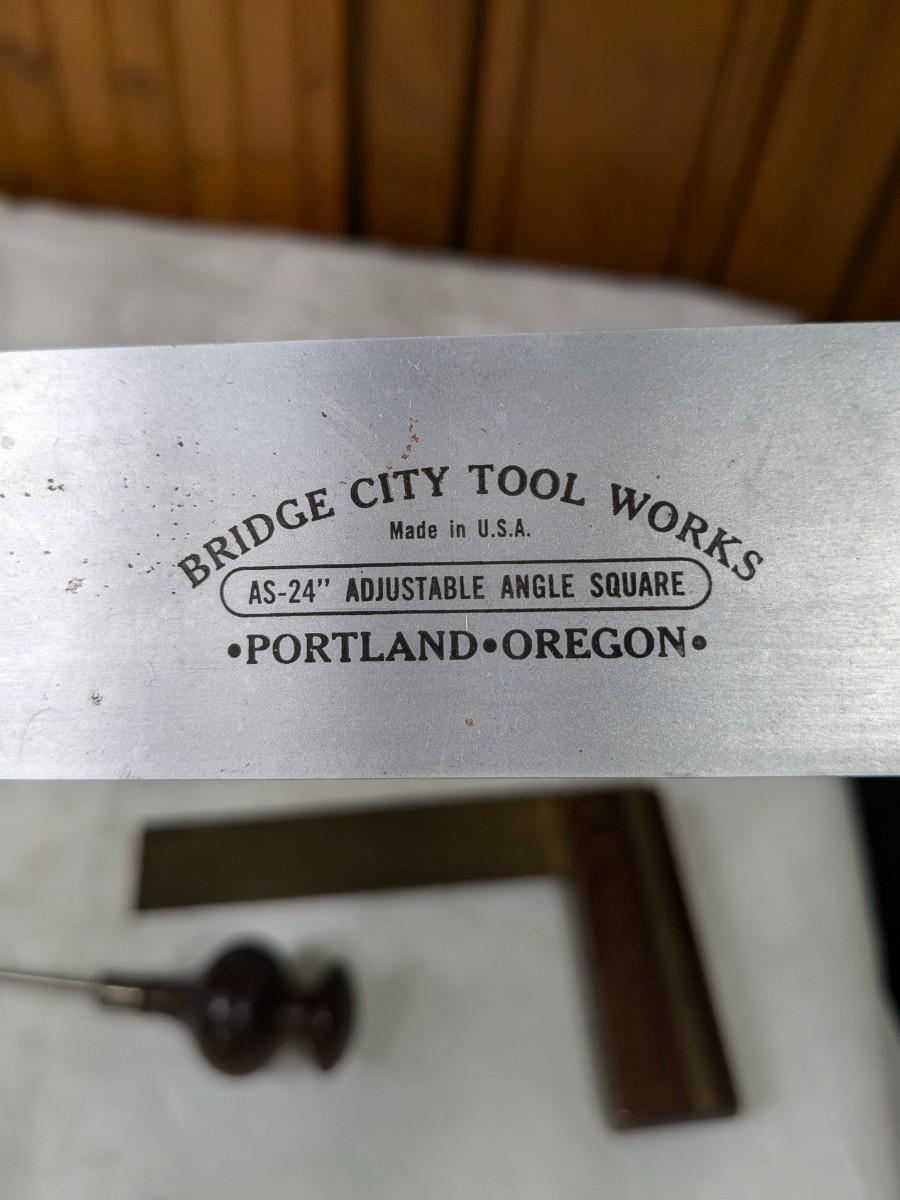 BRIDGE CITY TOOL WORKS
Made in U.S.A.
AS-24" ADJUSTABLE ANGLE SQUARE
•PORTLAND•OREGON•